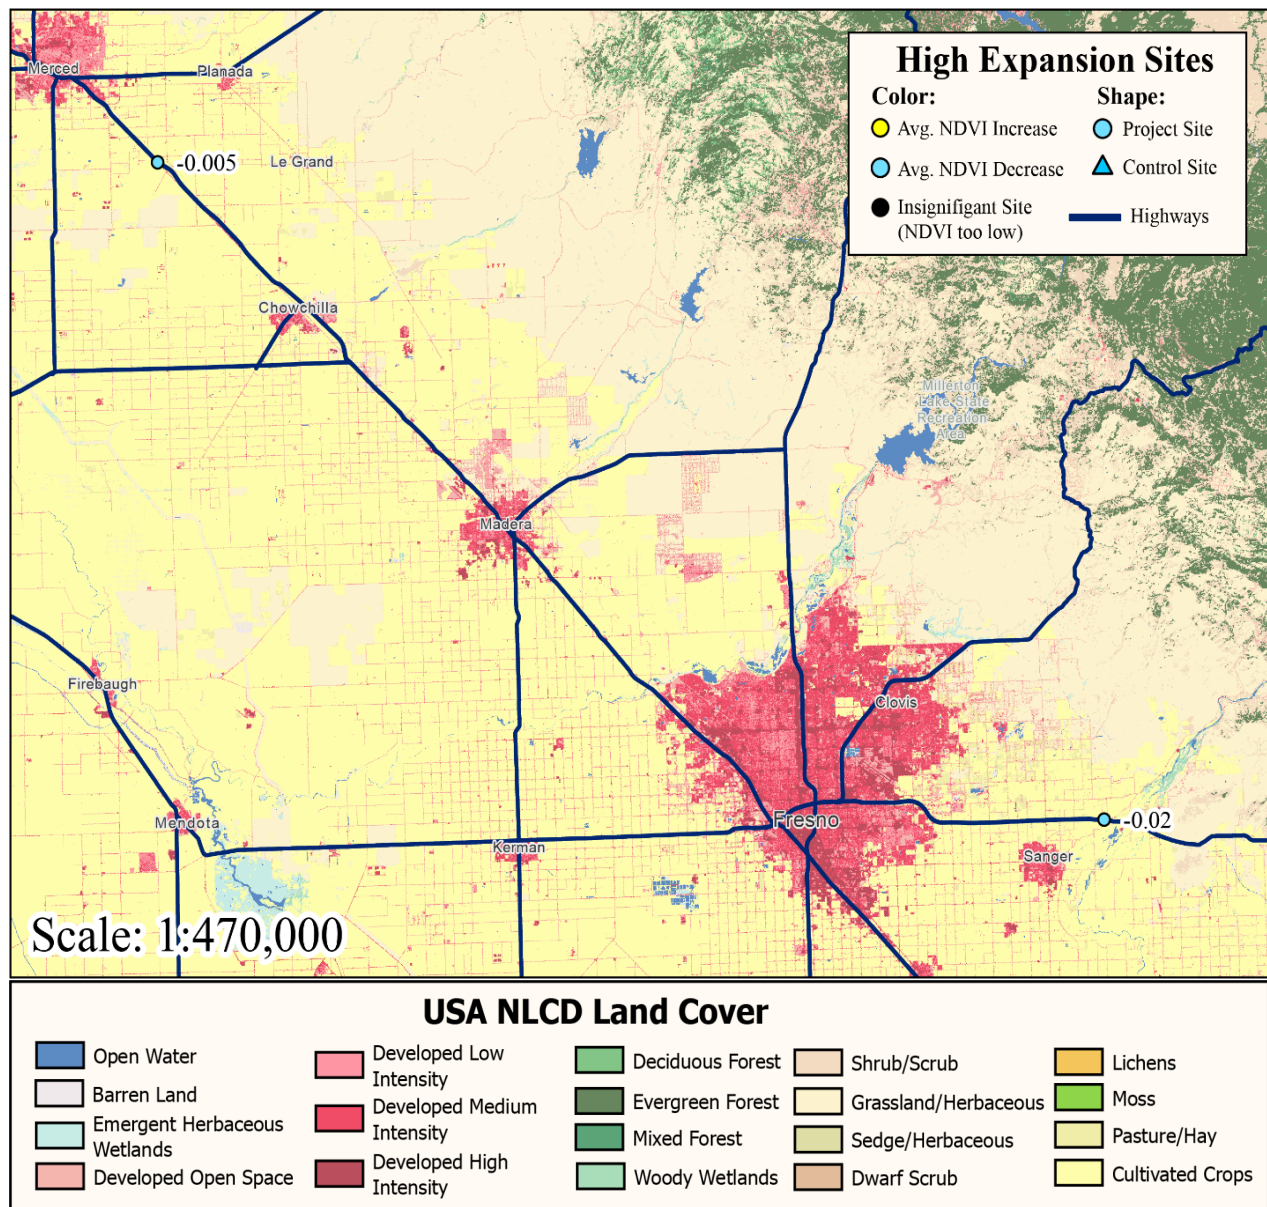 High Expansion Sites
Color:
Shape:
Avg. NDVI Increase
Project Site
Avg. NDVI Decrease
Control Site
Insignifigant Site
(NDVI too low)
Highways
Merced
Planada
-0.005
Le Grand
Chowchilla
Millerton
Lake State
Recreation
Area
Madera
Firebaugh
Clovis
Mendota
Kerman
Fresno
-0.02
Sanger
Scale: 1:470,000
USA NLCD Land Cover
Open Water
Barren Land
Emergent Herbaceous
Wetlands
Developed Open Space
Developed Low
Intensity
Developed Medium
Intensity
Developed High
Intensity
Deciduous Forest
Evergreen Forest
Mixed Forest
Woody Wetlands
Shrub/Scrub
Grassland/Herbaceous
Sedge/Herbaceous
Dwarf Scrub
Lichens
Moss
Pasture/Hay
Cultivated Crops